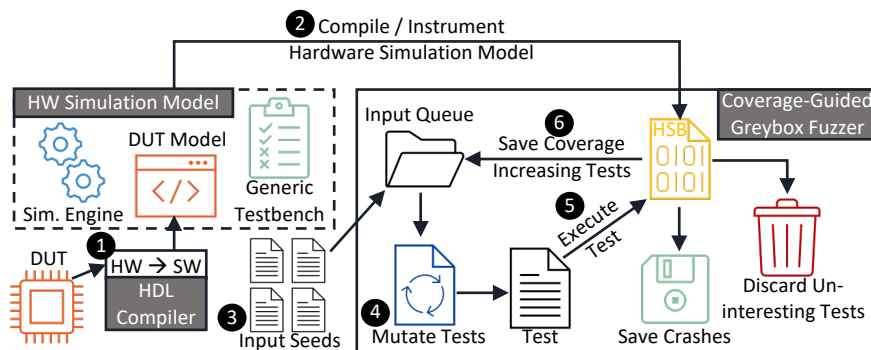 2 Compile / Instrument
Hardware Simulation Model
HW Simulation Model
DUT Model
Sim. Engine
Generic
Testbench
Input Queue
6
Save Coverage
Increasing Tests
HSB
0101
0110
Coverage-Guided
Greybox Fuzzer
1
DUT
HW → SW
HDL
Compiler
3
Input Seeds
4
Mutate Tests
Test
5
Execute
Test
Save Crashes
Discard Un-
interesting Tests